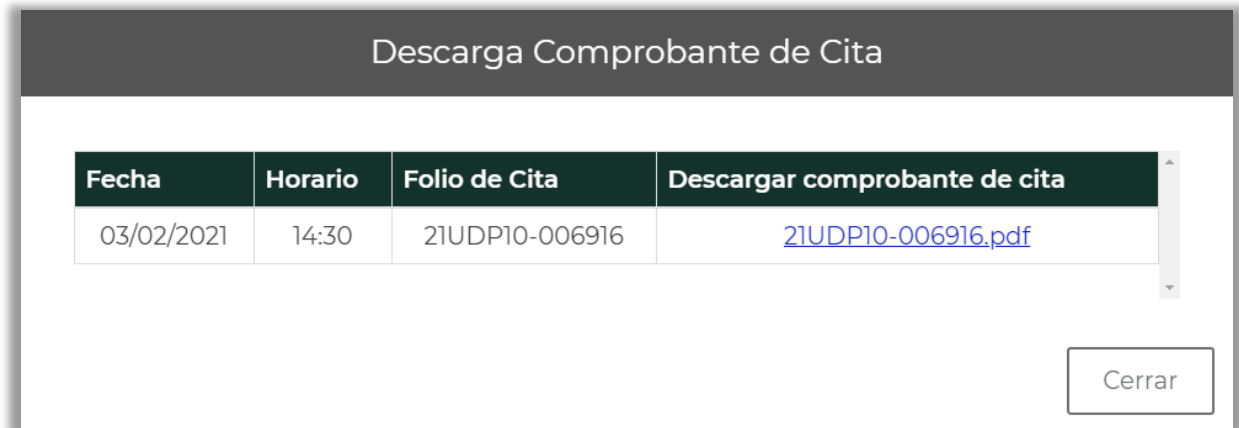 Descarga Comprobante de Cita
Fecha Horario Folio de Cita Descargar comprobante de cita
03/02/2021 14:30 21UDP10-006916 21UDP10-006916.pdf
Cerrar